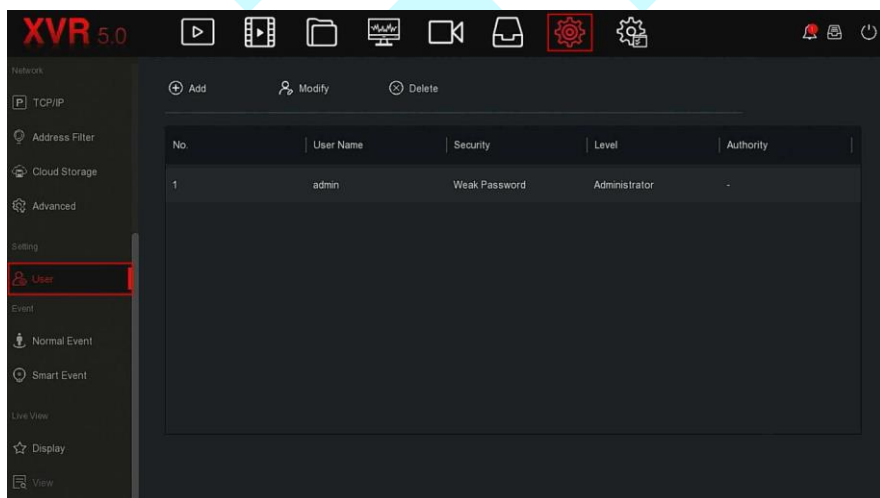 XVR 5.0
Network
P TCP/IP
Address Filter
Cloud Storage
Advanced
Setting
User
Event
Normal Event
Smart Event
Live View
Display
View
Add Modify Delete
No. User Name Security Level Authority
1 admin Weak Password Administrator -